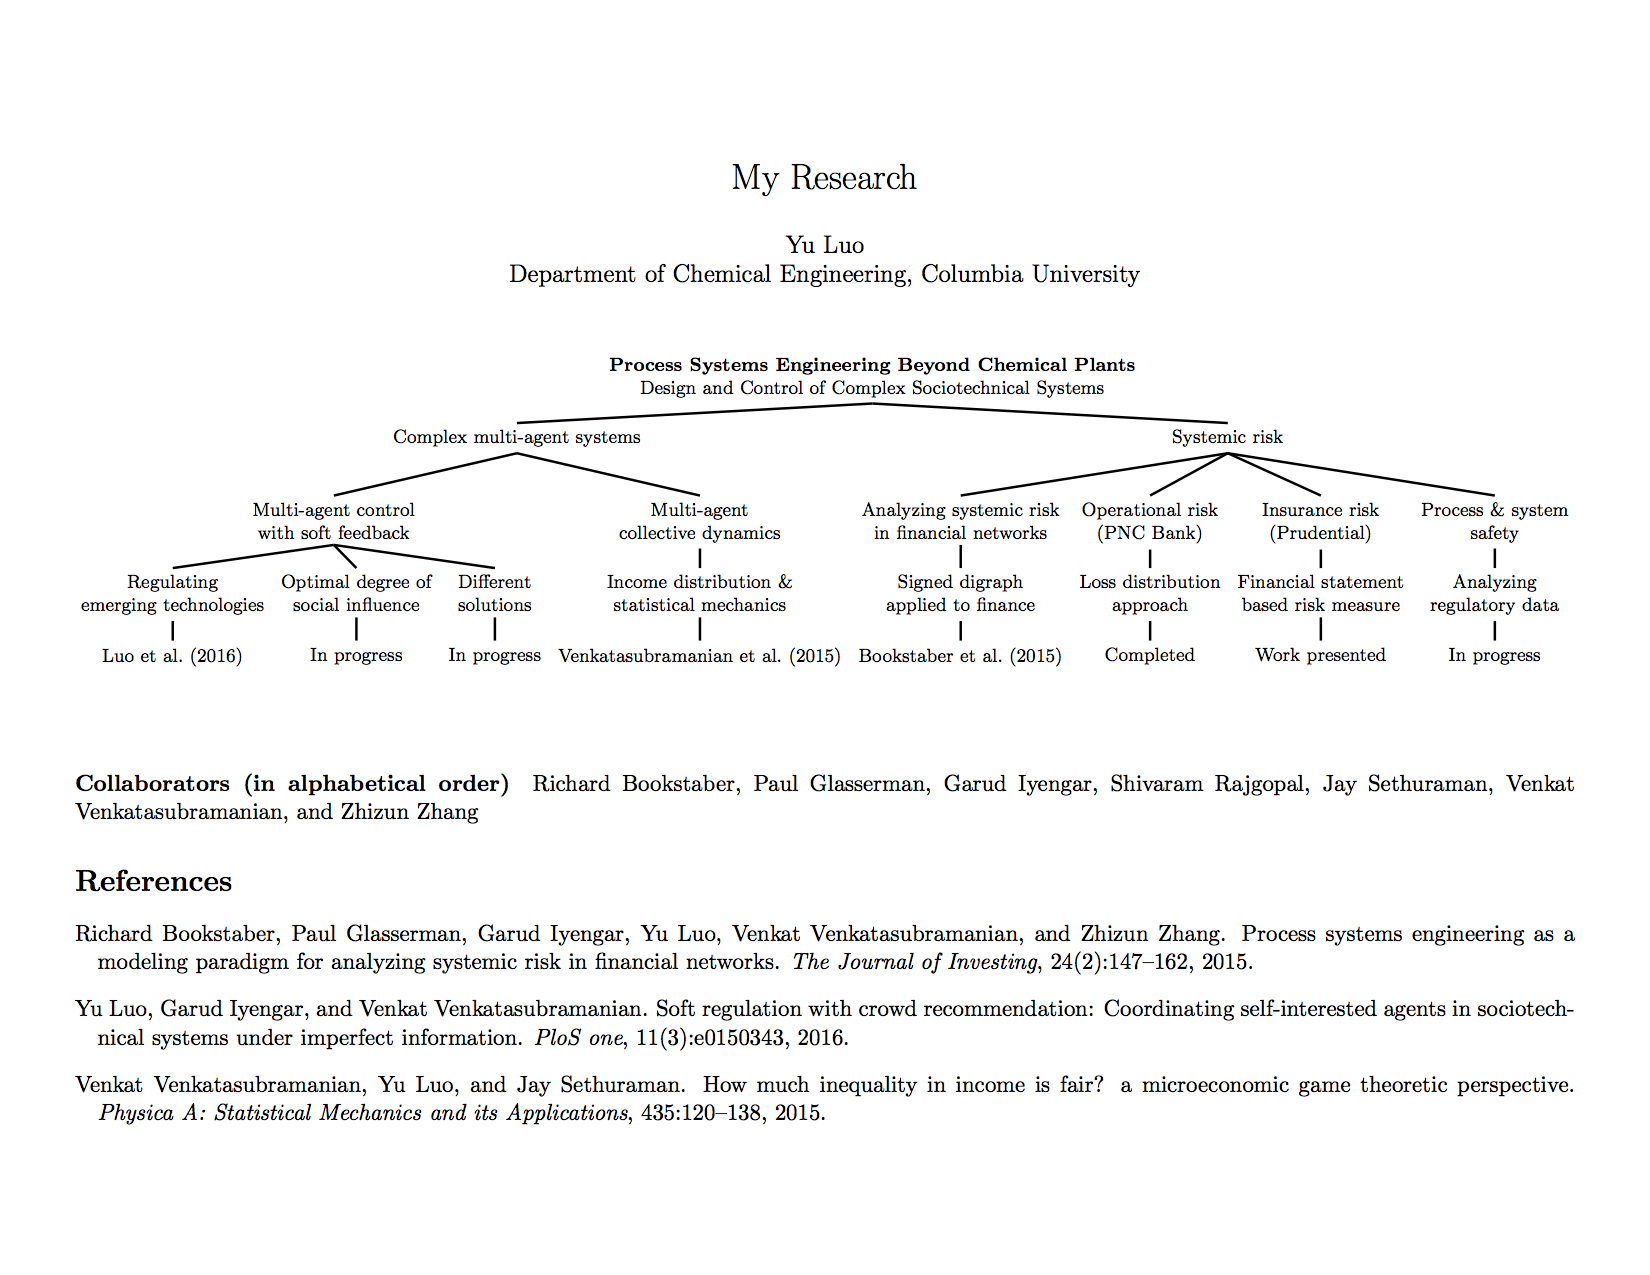 My Research
Yu Luo
Department of Chemical Engineering, Columbia University
Process Systems Engineering Beyond Chemical Plants
Design and Control of Complex Sociotechnical Systems
Complex multi-agent systems
Systemic risk
Multi-agent control
with soft feedback
Multi-agent
collective dynamics
Analyzing systemic risk
in financial networks
Operational risk
(PNC Bank)
Insurance risk
(Prudential)
Process & system
safety
Regulating
emerging technologies
Optimal degree of
social influence
Different
solutions
Income distribution &
statistical mechanics
Signed digraph
applied to finance
Loss distribution
approach
Financial statement
based risk measure
Analyzing
regulatory data
Luo et al. (2016)
In progress
In progress
Venkatasubramanian et al. (2015)
Bookstaber et al. (2015)
Completed
Work presented
In progress
Collaborators (in alphabetical order) Richard Bookstaber, Paul Glasserman, Garud Iyengar, Shivaram Rajgopal, Jay Sethuraman, Venkat
Venkatasubramanian, and Zhizun Zhang
References
Richard Bookstaber, Paul Glasserman, Garud Iyengar, Yu Luo, Venkat Venkatasubramanian, and Zhizun Zhang. Process systems engineering as a
modeling paradigm for analyzing systemic risk in financial networks. The Journal of Investing, 24(2):147–162, 2015.
Yu Luo, Garud Iyengar, and Venkat Venkatasubramanian. Soft regulation with crowd recommendation: Coordinating self-interested agents in sociotech-
nical systems under imperfect information. PloS one, 11(3):e0150343, 2016.
Venkat Venkatasubramanian, Yu Luo, and Jay Sethuraman. How much inequality in income is fair? a microeconomic game theoretic perspective.
Physica A: Statistical Mechanics and its Applications, 435:120–138, 2015.